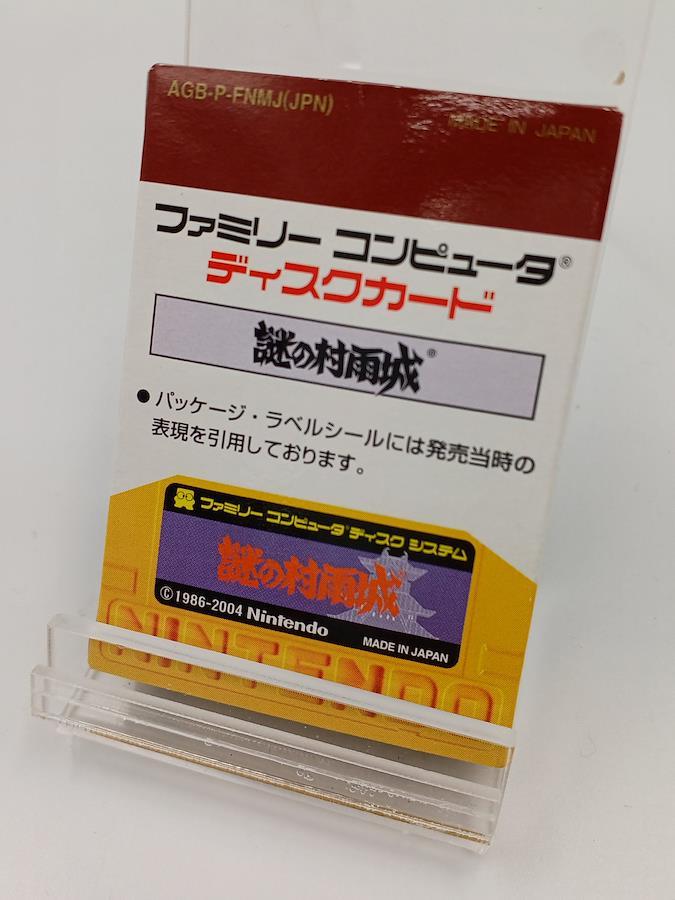 AGB-P-FNMJ(JPN)
MADE IN JAPAN
ファミリー コンピュータ®
ディスクカード
謎の村雨城®
● パッケージ・ラベルシールには発売当時の
表現を引用しております。
ファミリー コンピュータ® ディスク システム
謎の村雨城
© 1986-2004 Nintendo
MADE IN JAPAN
NINTENDO